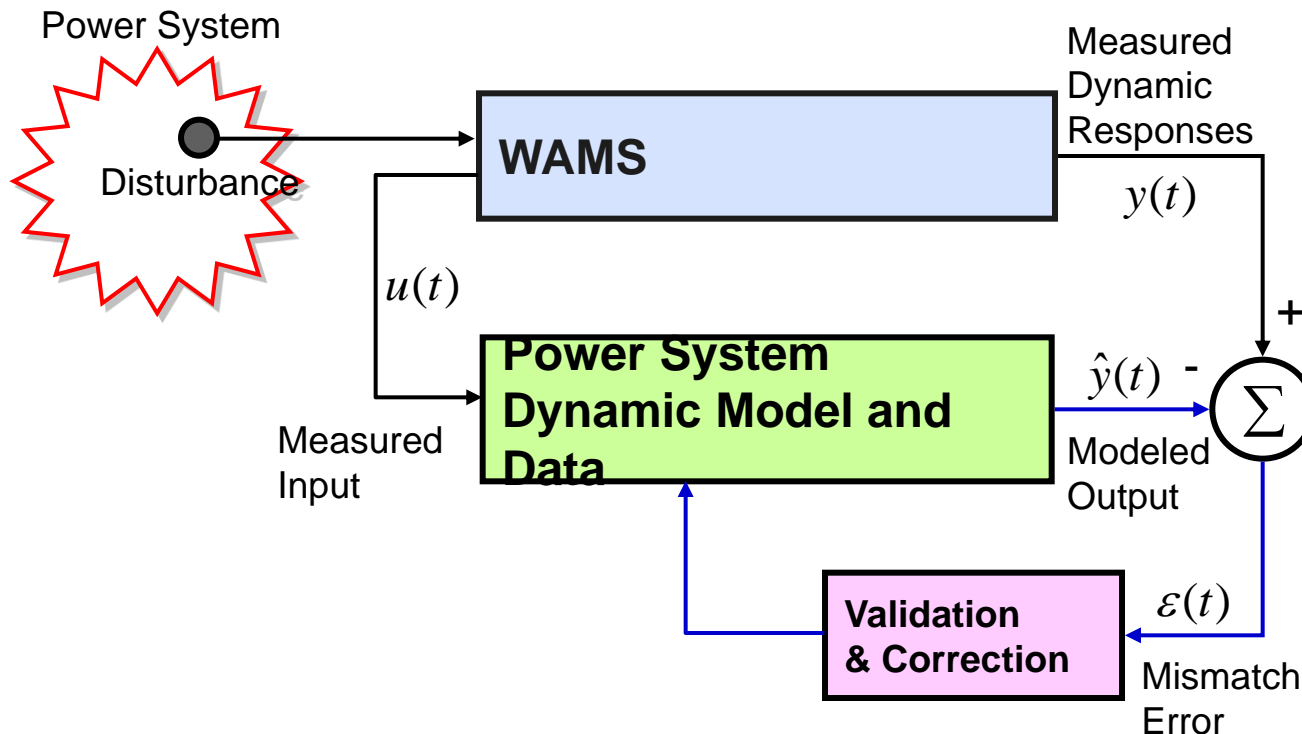 Power System
Disturbance
WAMS
Measured
Dynamic
Responses
y(t)
u(t)
+
Power System
Dynamic Model and
Data
ŷ(t) -
Σ
Measured
Input
Modeled
Output
Validation
& Correction
ε(t)
Mismatch
Error